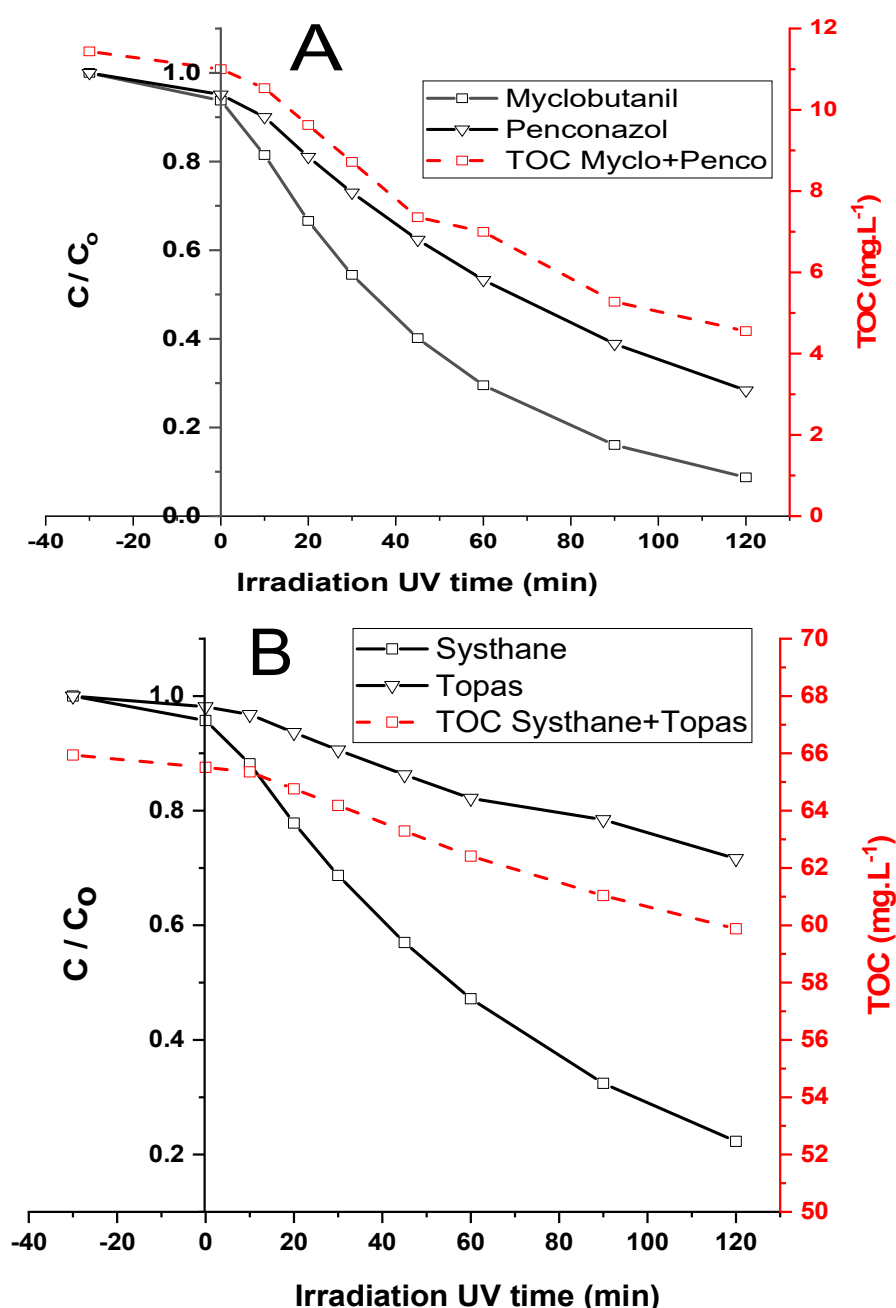 A
12
1.0
10
Myclobutanil
Penconazol
TOC Myclo+Penco
0.8
8
0.6
6
0.4
4
0.2
2
0.0
0
C / Co
TOC (mg.L-1)
-40 -20 0 20 40 60 80 100 120
Irradiation UV time (min)
B
70
Systhane
Topas
TOC Systhane+Topas
1.0
68
66
0.8
64
62
0.6
60
58
0.4
56
54
0.2
52
50
C / Co
TOC (mg.L-1)
-40 -20 0 20 40 60 80 100 120
Irradiation UV time (min)